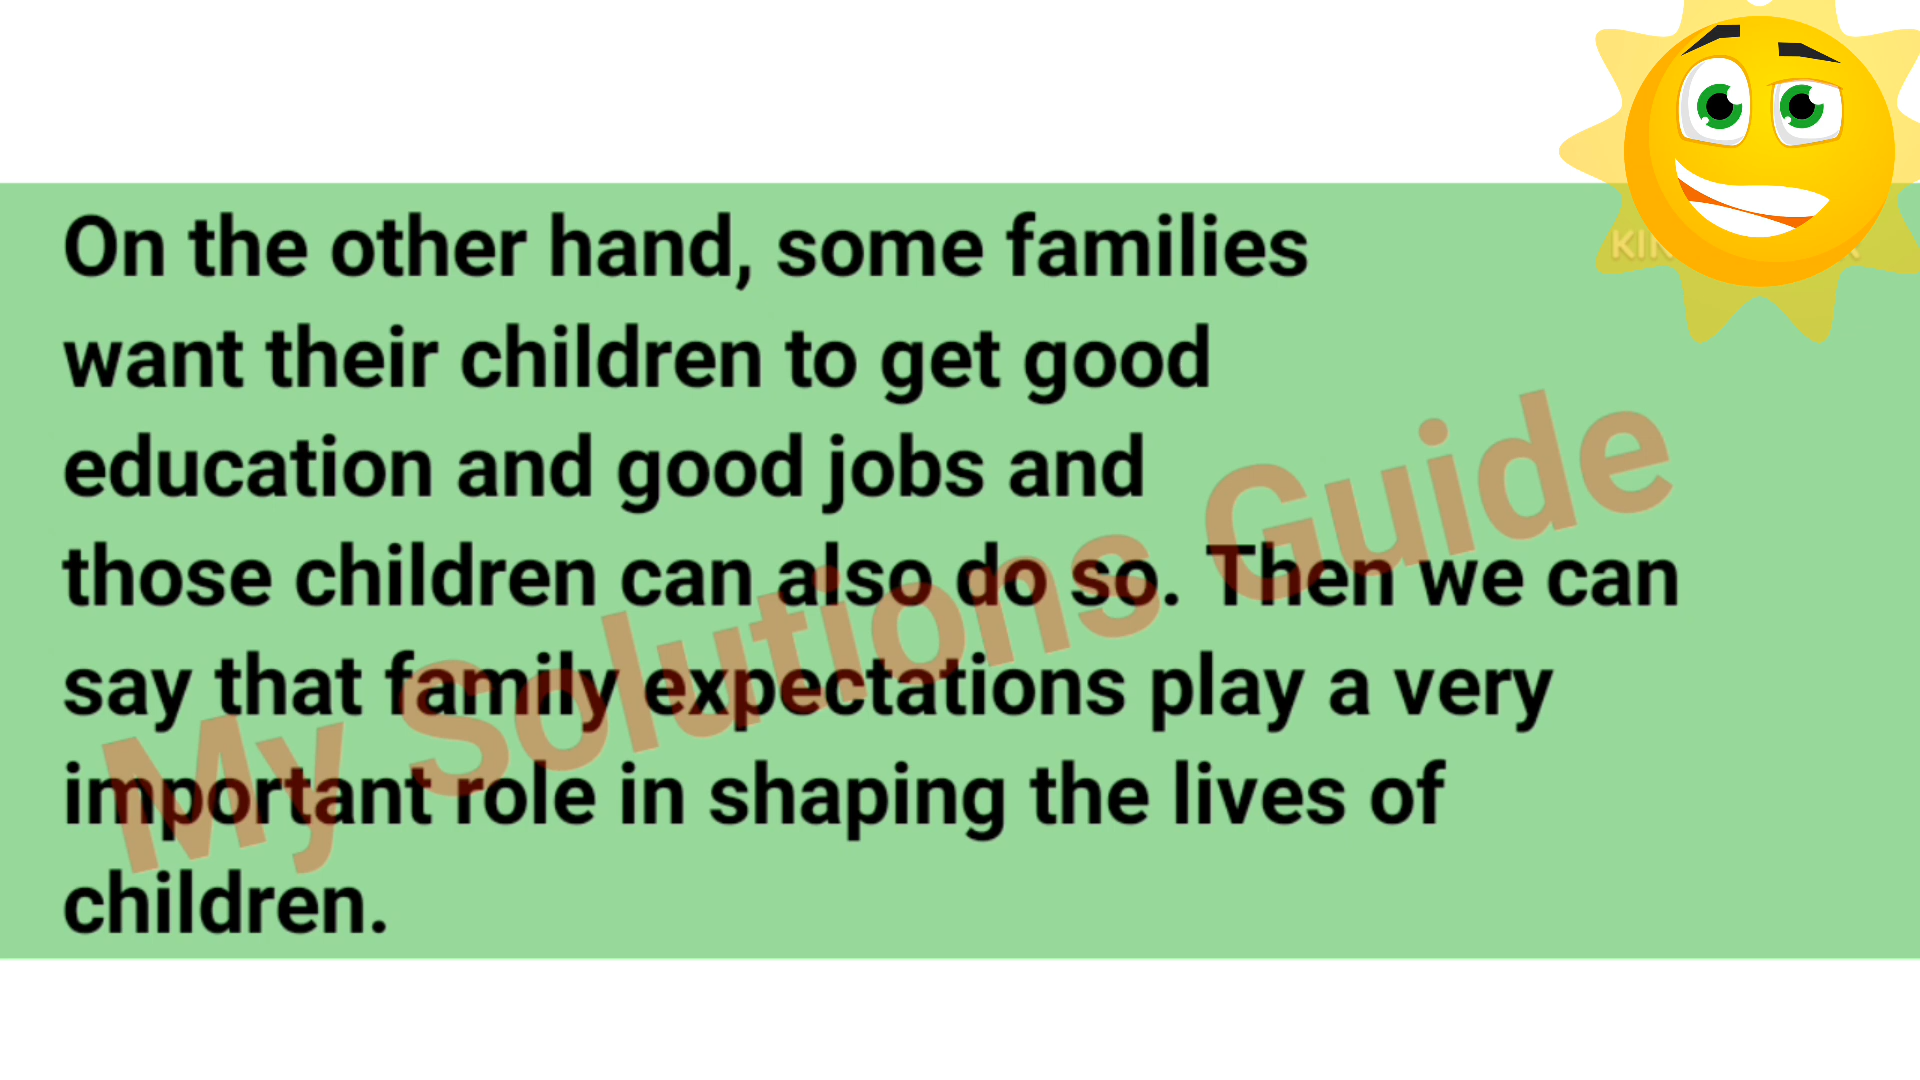 On the other hand, some families
want their children to get good
education and good jobs and
those children can also do so. Then we can
say that family expectations play a very
important role in shaping the lives of
children.
My Solutions Guide